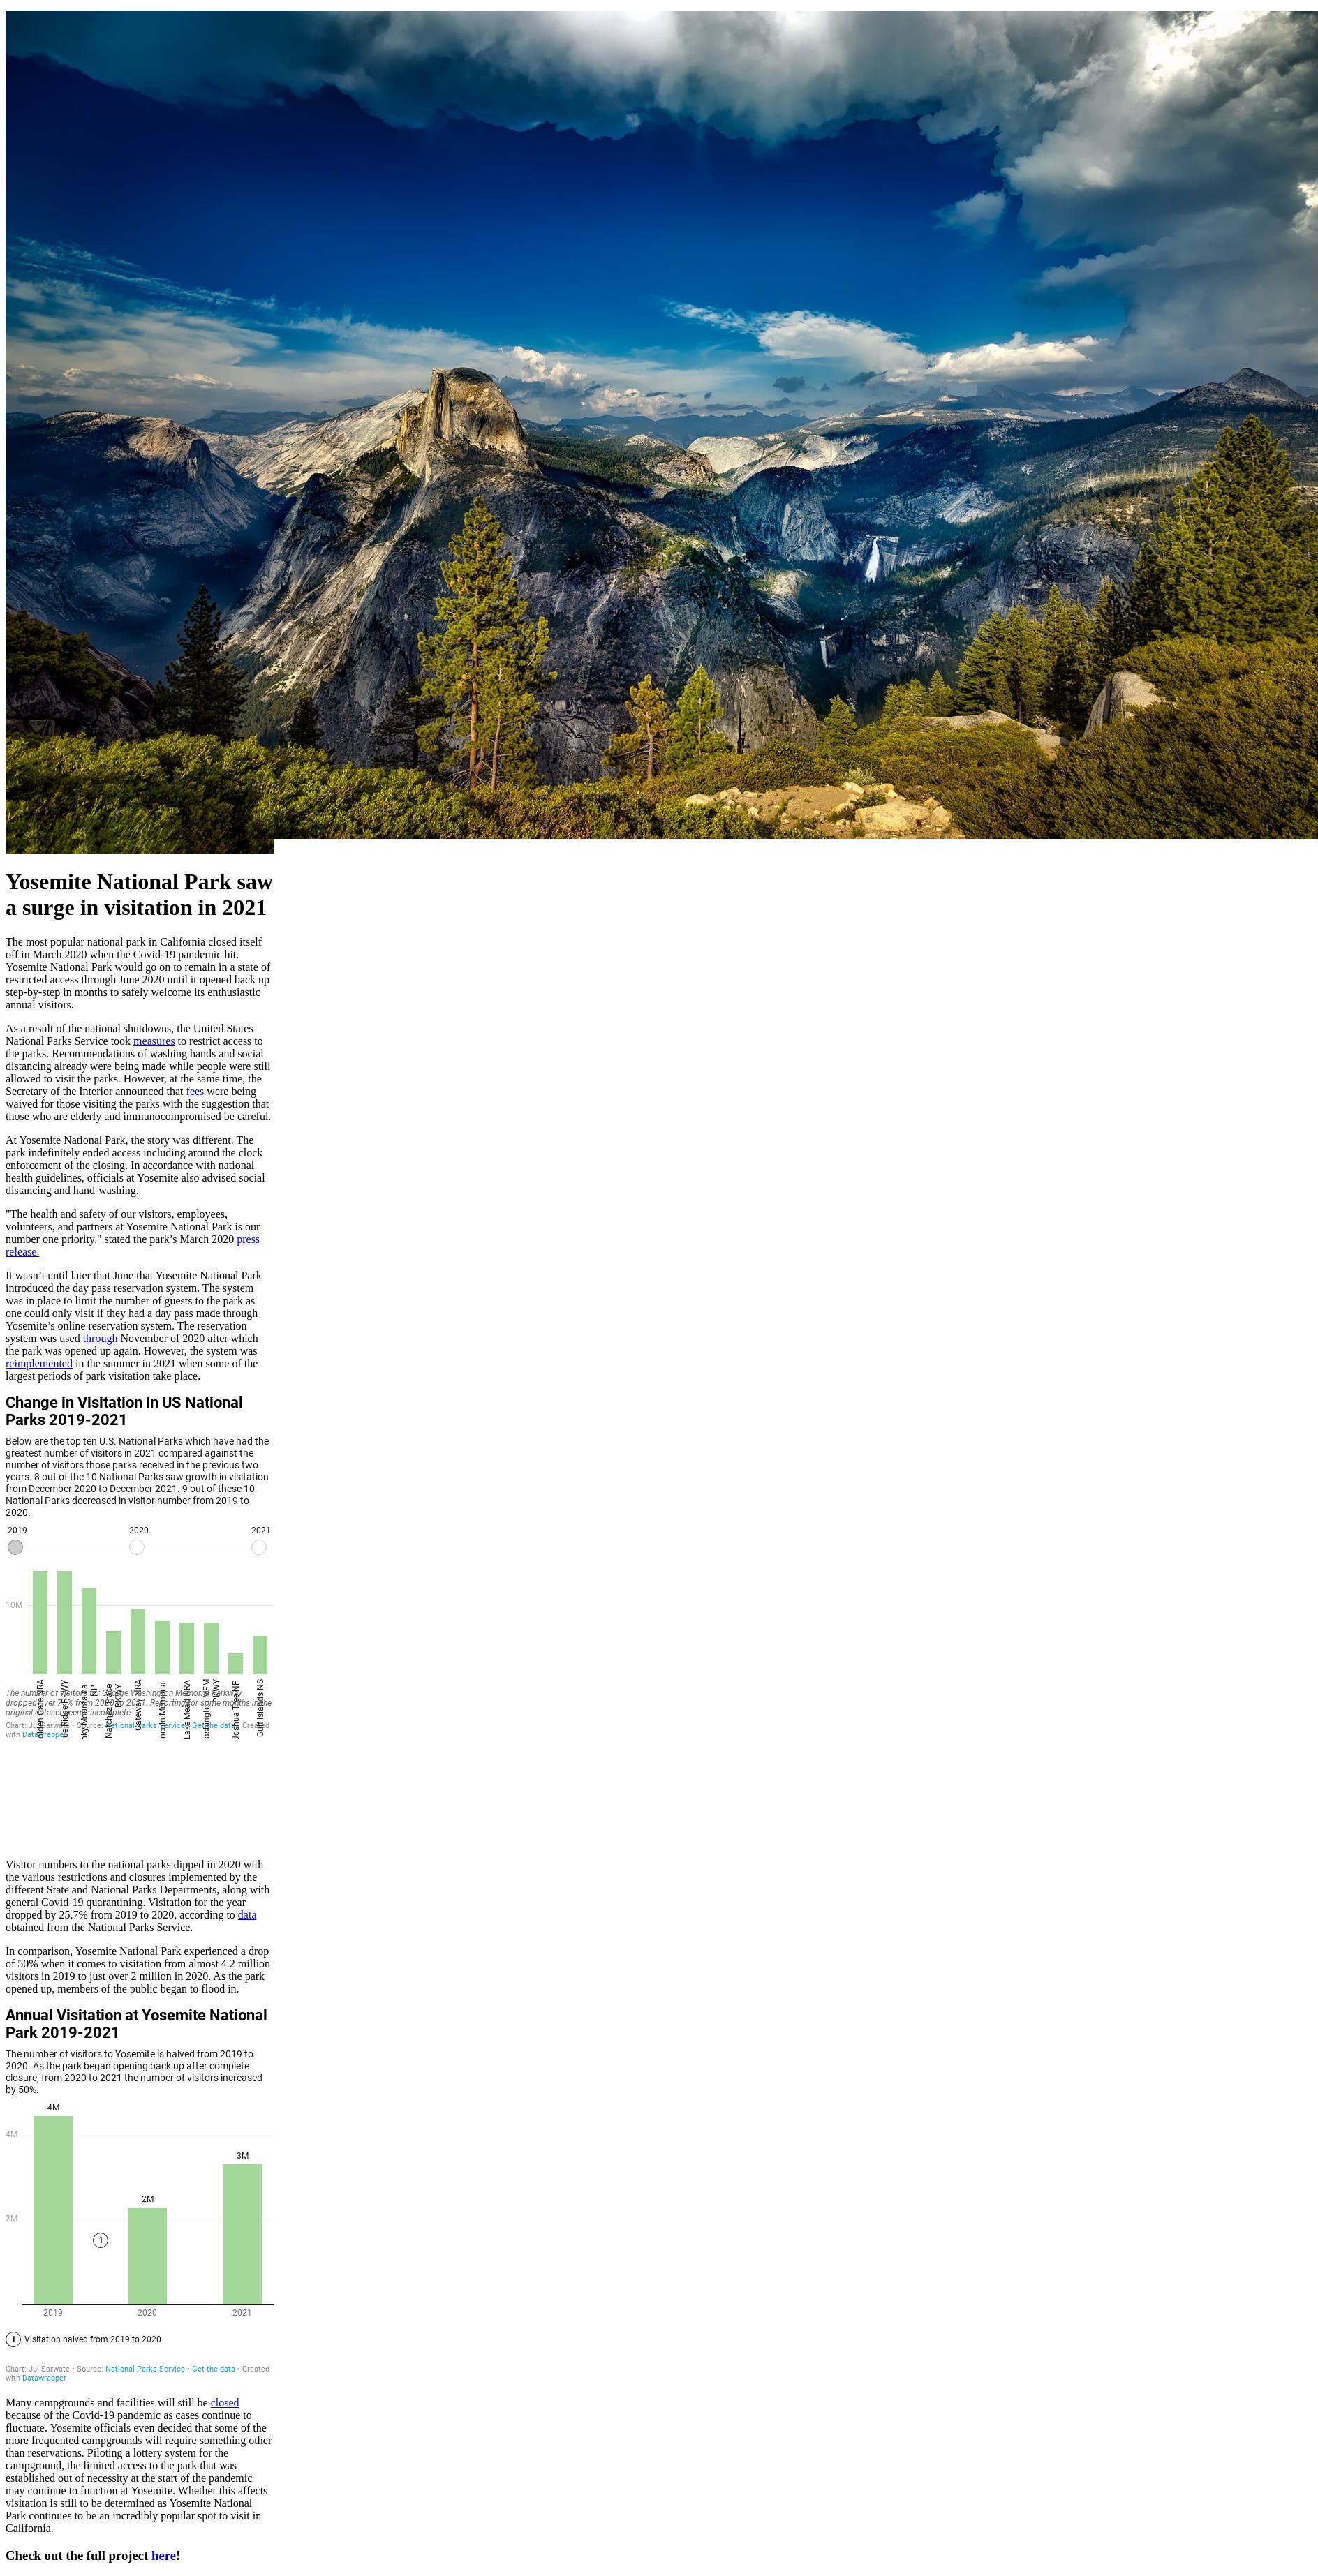 Yosemite National Park saw
a surge in visitation in 2021
The most popular national park in California closed itself
off in March 2020 when the Covid-19 pandemic hit.
Yosemite National Park would go on to remain in a state of
restricted access through June 2020 until it opened back up
step-by-step in months to safely welcome its enthusiastic
annual visitors.
As a result of the national shutdowns, the United States
National Parks Service took measures to restrict access to
the parks. Recommendations of washing hands and social
distancing already were being made while people were still
allowed to visit the parks. However, at the same time, the
Secretary of the Interior announced that fees were being
waived for those visiting the parks with the suggestion that
those who are elderly and immunocompromised be careful.
At Yosemite National Park, the story was different. The
park indefinitely ended access including around the clock
enforcement of the closing. In accordance with national
health guidelines, officials at Yosemite also advised social
distancing and hand-washing.
"The health and safety of our visitors, employees,
volunteers, and partners at Yosemite National Park is our
number one priority," stated the park’s March 2020 press
release.
It wasn’t until later that June that Yosemite National Park
introduced the day pass reservation system. The system
was in place to limit the number of guests to the park as
one could only visit if they had a day pass made through
Yosemite’s online reservation system. The reservation
system was used through November of 2020 after which
the park was opened up again. However, the system was
reimplemented in the summer in 2021 when some of the
largest periods of park visitation take place.
Change in Visitation in US National
Parks 2019-2021
Below are the top ten U.S. National Parks which have had the
greatest number of visitors in 2021 compared against the
number of visitors those parks received in the previous two
years. 8 out of the 10 National Parks saw growth in visitation
from December 2020 to December 2021. 9 out of these 10
National Parks decreased in visitor number from 2019 to
2020.
2019 2020 2021
10M
Natchez Trace
PKWY
Gateway NRA
Lake Mead NRA
Joshua Tree NP
Gulf Islands NS
The number of visitors for George Washington Memorial Parkway
dropped over 7 % from 2019 to 2021. Reporting for some months in the
original dataset seems incomplete.
Chart: Jui Sarwate • Source: National Parks Service • Get the data • Created
with Datawrapper
Visitor numbers to the national parks dipped in 2020 with
the various restrictions and closures implemented by the
different State and National Parks Departments, along with
general Covid-19 quarantining. Visitation for the year
dropped by 25.7% from 2019 to 2020, according to data
obtained from the National Parks Service.
In comparison, Yosemite National Park experienced a drop
of 50% when it comes to visitation from almost 4.2 million
visitors in 2019 to just over 2 million in 2020. As the park
opened up, members of the public began to flood in.
Annual Visitation at Yosemite National
Park 2019-2021
The number of visitors to Yosemite is halved from 2019 to
2020. As the park began opening back up after complete
closure, from 2020 to 2021 the number of visitors increased
by 50%.
4M
4M
3M
2M
2M
1
2019 2020 2021
1 Visitation halved from 2019 to 2020
Chart: Jui Sarwate • Source: National Parks Service • Get the data • Created
with Datawrapper
Many campgrounds and facilities will still be closed
because of the Covid-19 pandemic as cases continue to
fluctuate. Yosemite officials even decided that some of the
more frequented campgrounds will require something other
than reservations. Piloting a lottery system for the
campground, the limited access to the park that was
established out of necessity at the start of the pandemic
may continue to function at Yosemite. Whether this affects
visitation is still to be determined as Yosemite National
Park continues to be an incredibly popular spot to visit in
California.
Check out the full project here!